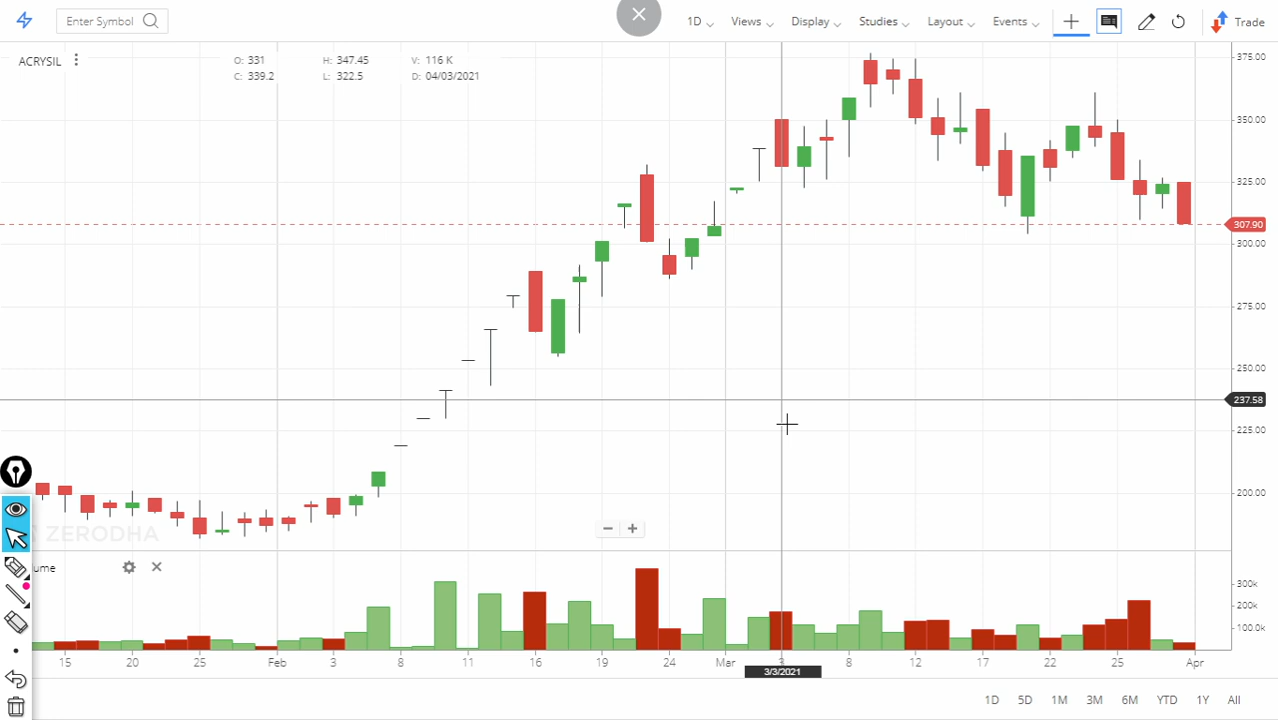 Enter Symbol
1D Views Display Studies Layout Events Trade
ACRYSIL
O: 331 H: 347.45 V: 116 K
C: 339.2 L: 322.5 D: 04/03/2021
375.00
350.00
325.00
307.90
300.00
275.00
250.00
237.58
225.00
200.00
ZERODHA
ume
300k
200k
100.0k
15 20 25 Feb 3 8 11 16 19 24 Mar 3 8 12 17 22 25 Apr
3/3/2021
1D 5D 1M 3M 6M YTD 1Y All